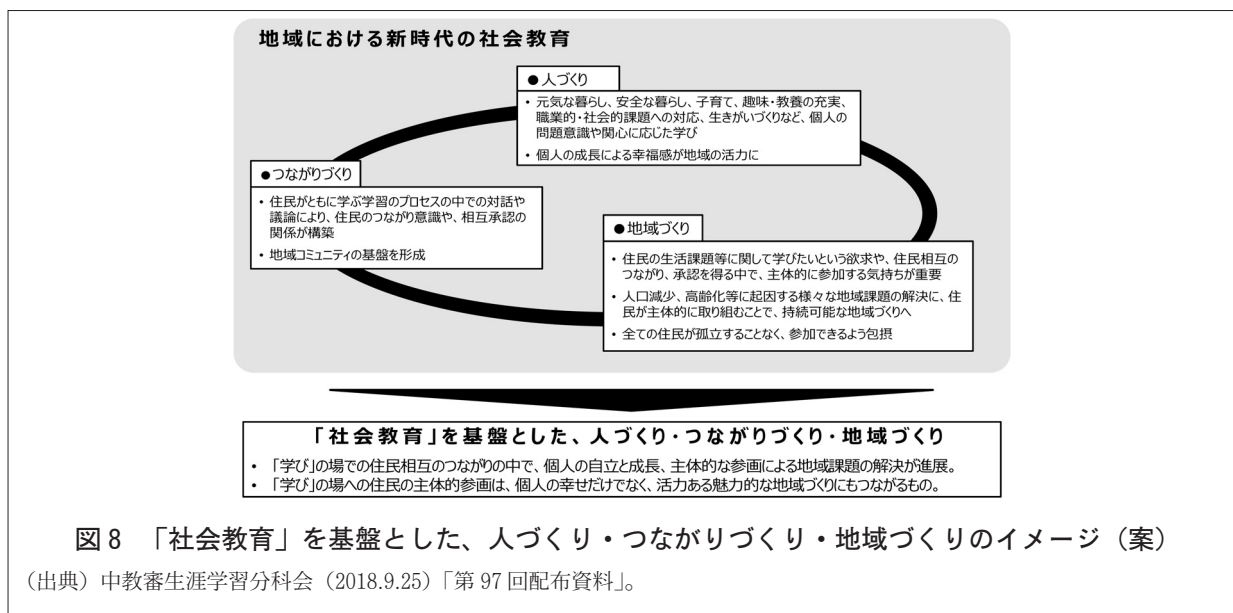 地域における新時代の社会教育
●人づくり
• 元気な暮らし、安全な暮らし、子育て、趣味・教養の充実、
職業的・社会的課題への対応、生きがいづくりなど、個人の
問題意識や関心に応じた学び
• 個人の成長による幸福感が地域の活力に
●つながりづくり
• 住民がともに学ぶ学習のプロセスの中での対話や
議論により、住民のつながり意識や、相互承認の
関係が構築
• 地域コミュニティの基盤を形成
●地域づくり
• 住民の生活課題等に関して学びたいという欲求や、住民相互の
つながり、承認を得る中で、主体的に参加する気持ちが重要
• 人口減少、高齢化等に起因する様々な地域課題の解決に、住
民が主体的に取り組むことで、持続可能な地域づくりへ
• 全ての住民が孤立することなく、参加できるよう包摂
「社会教育」を基盤とした、人づくり・つながりづくり・地域づくり
• 「学び」の場での住民相互のつながりの中で、個人の自立と成長、主体的な参画による地域課題の解決が進展。
• 「学び」の場への住民の主体的参画は、個人の幸せだけでなく、活力ある魅力的な地域づくりにもつながるもの。
図8 「社会教育」を基盤とした、人づくり・つながりづくり・地域づくりのイメージ（案）
（出典）中教審生涯学習分科会（2018.9.25）「第97回配布資料」。